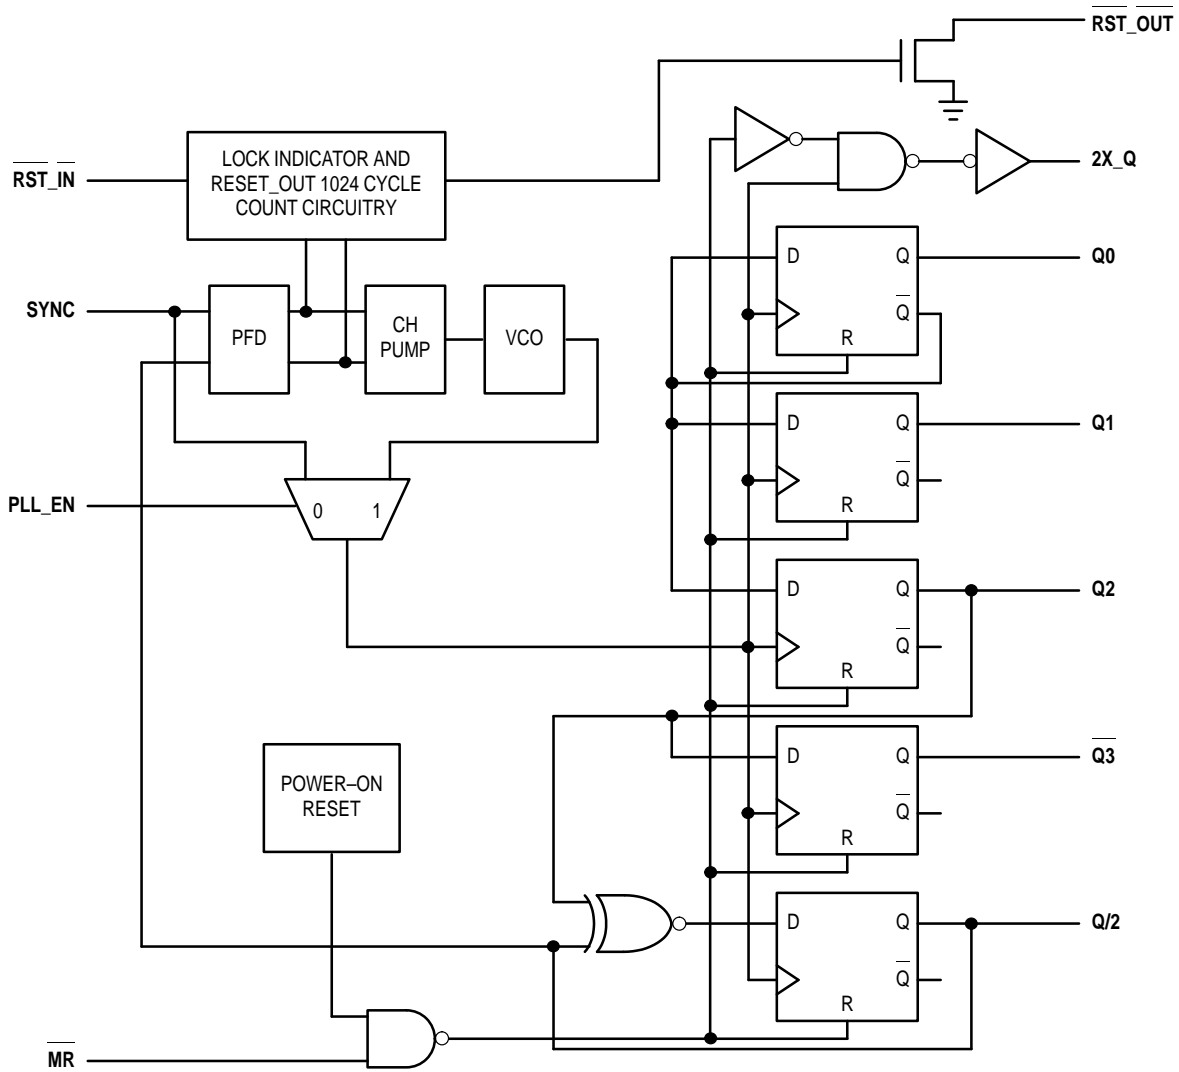 RST_OUT
LOCK INDICATOR AND
RESET_OUT 1024 CYCLE
COUNT CIRCUITRY
RST_IN
2X_Q
D Q
Q0
SYNC
PFD
CH
PUMP
VCO
Q
R
D Q
Q1
Q
R
PLL_EN
0 1
D Q
Q2
Q
R
POWER–ON
RESET
D Q
Q3
Q
R
D Q
Q/2
Q
R
MR